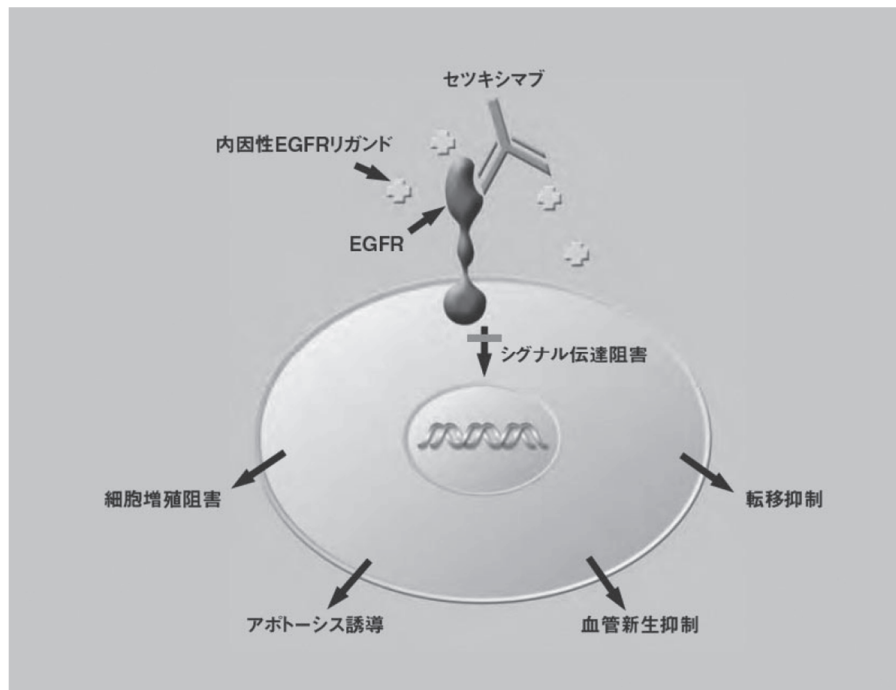 セツキシマブ
内因性EGFRリガンド
EGFR
シグナル伝達阻害
細胞増殖阻害
転移抑制
アポトーシス誘導
血管新生抑制